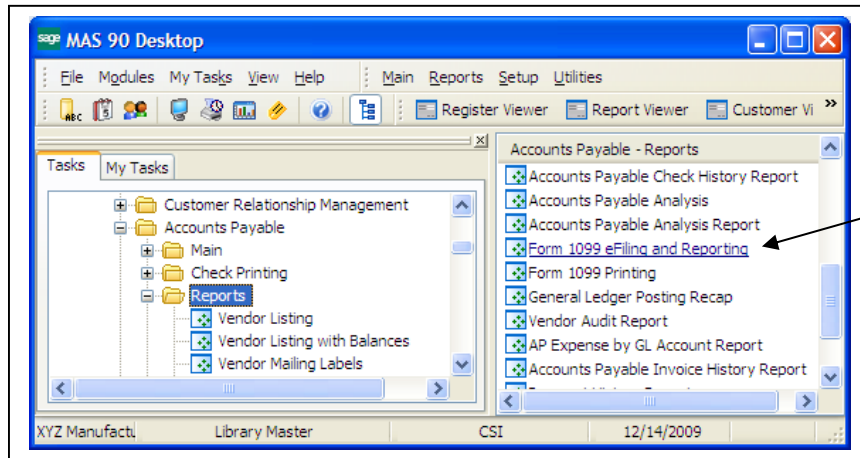 sage MAS 90 Desktop
File Modules My Tasks View Help Main Reports Setup Utilities
ABC 5 Register Viewer Report Viewer Customer Vi
Tasks My Tasks
Customer Relationship Management
Accounts Payable
Main
Check Printing
Reports
Vendor Listing
Vendor Listing with Balances
Vendor Mailing Labels
Accounts Payable - Reports
Accounts Payable Check History Report
Accounts Payable Analysis
Accounts Payable Analysis Report
Form 1099 eFiling and Reporting
Form 1099 Printing
General Ledger Posting Recap
Vendor Audit Report
AP Expense by GL Account Report
Accounts Payable Invoice History Report
XYZ Manufactu Library Master CSI 12/14/2009